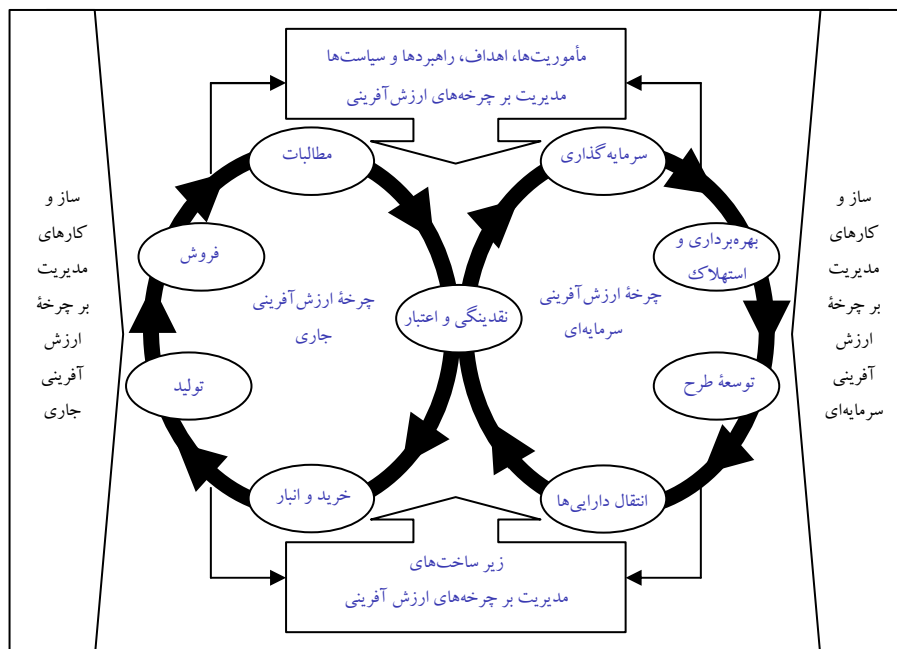 مأموریت‌ها، اهداف، راهبردها و سیاست‌ها
مدیریت بر چرخه‌های ارزش‌آفرینی
مطالبات
سرمایه‌گذاری
ساز و
کارهای
مدیریت
بر چرخهٔ
ارزش
آفرینی
سرمایه‌ای
بهره‌برداری و
استهلاک
توسعهٔ طرح
انتقال دارایی‌ها
چرخهٔ ارزش‌آفرینی
سرمایه‌ای
نقدینگی و اعتبار
چرخهٔ ارزش‌آفرینی
جاری
فروش
تولید
خرید و انبار
ساز و
کارهای
مدیریت
بر چرخهٔ
ارزش
آفرینی
جاری
زیر ساخت‌های
مدیریت بر چرخه‌های ارزش آفرینی